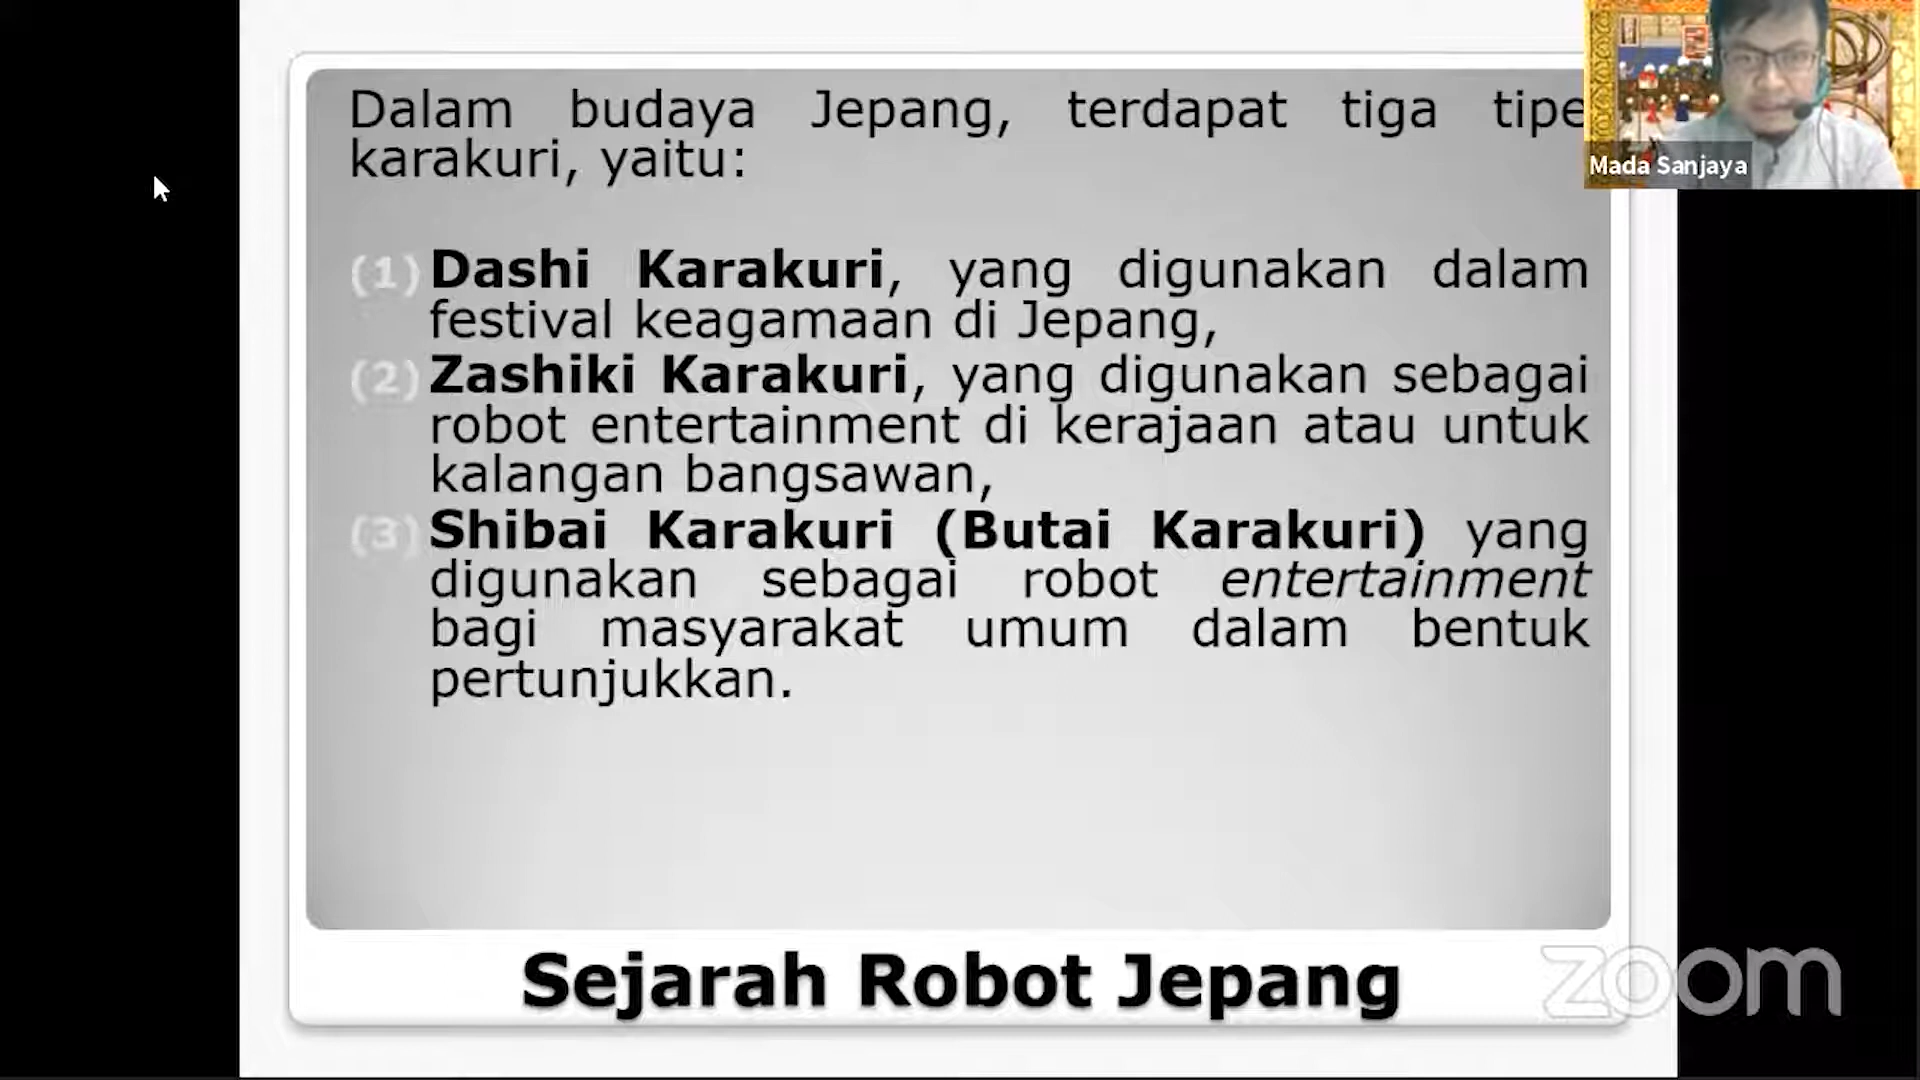 Dalam budaya Jepang, terdapat tiga tipe
karakuri, yaitu:
(1) Dashi Karakuri, yang digunakan dalam
festival keagamaan di Jepang,
(2) Zashiki Karakuri, yang digunakan sebagai
robot entertainment di kerajaan atau untuk
kalangan bangsawan,
(3) Shibai Karakuri (Butai Karakuri) yang
digunakan sebagai robot entertainment
bagi masyarakat umum dalam bentuk
pertunjukkan.
Sejarah Robot Jepang
Mada Sanjaya
zoom